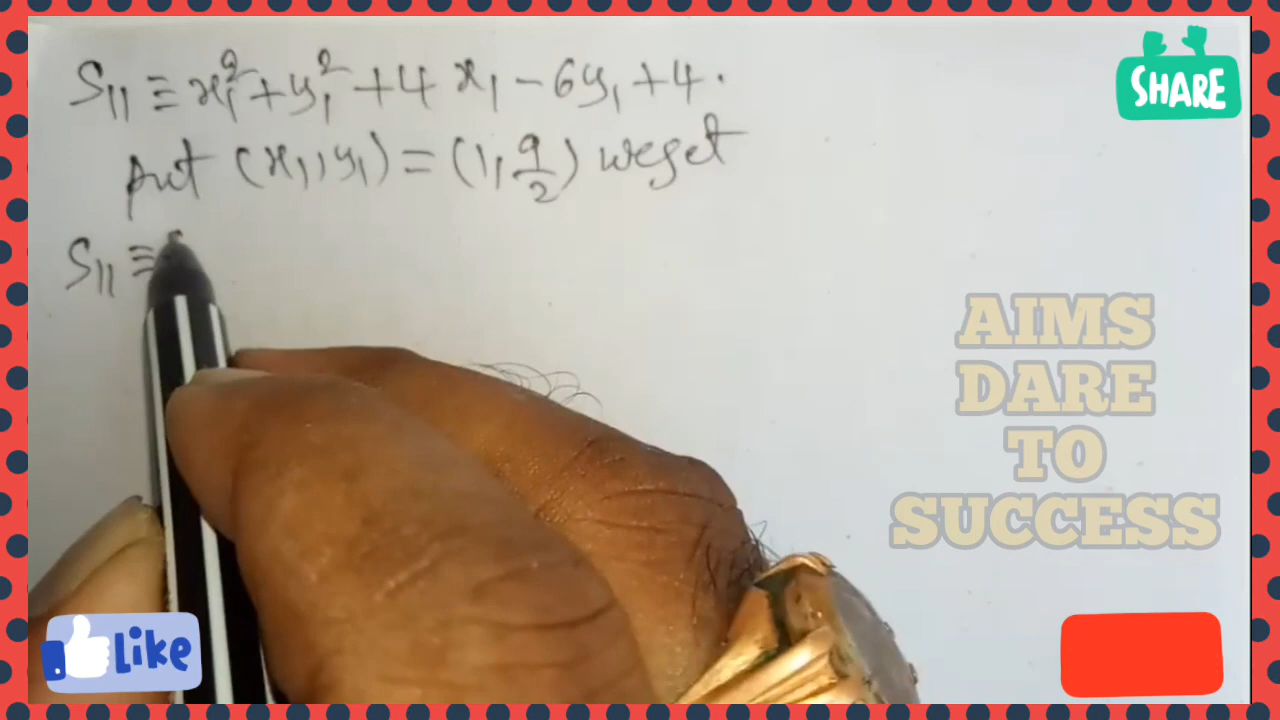 S₁₁ ≡ x₁² + y₁² + 4x₁ - 6y₁ + 4.
put (x₁, y₁) = (1, 9/2) we get
S₁₁ ≡
SHARE
AIMS
DARE
TO
SUCCESS
Like